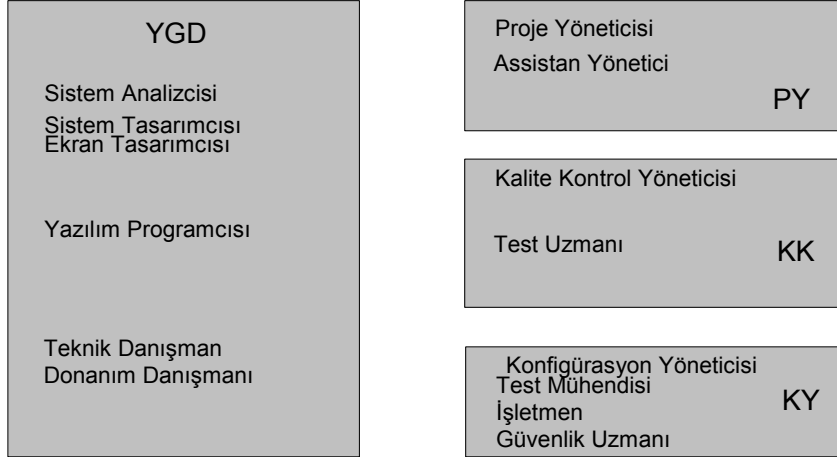 YGD
Sistem Analizcisi
Sistem Tasarımcısı
Ekran Tasarımcısı
Yazılım Programcısı
Teknik Danışman
Donanım Danışmanı
Proje Yöneticisi
Assistan Yönetici
PY
Kalite Kontrol Yöneticisi
Test Uzmanı
KK
Konfigürasyon Yöneticisi
Test Mühendisi
KY
İşletmen
Güvenlik Uzmanı